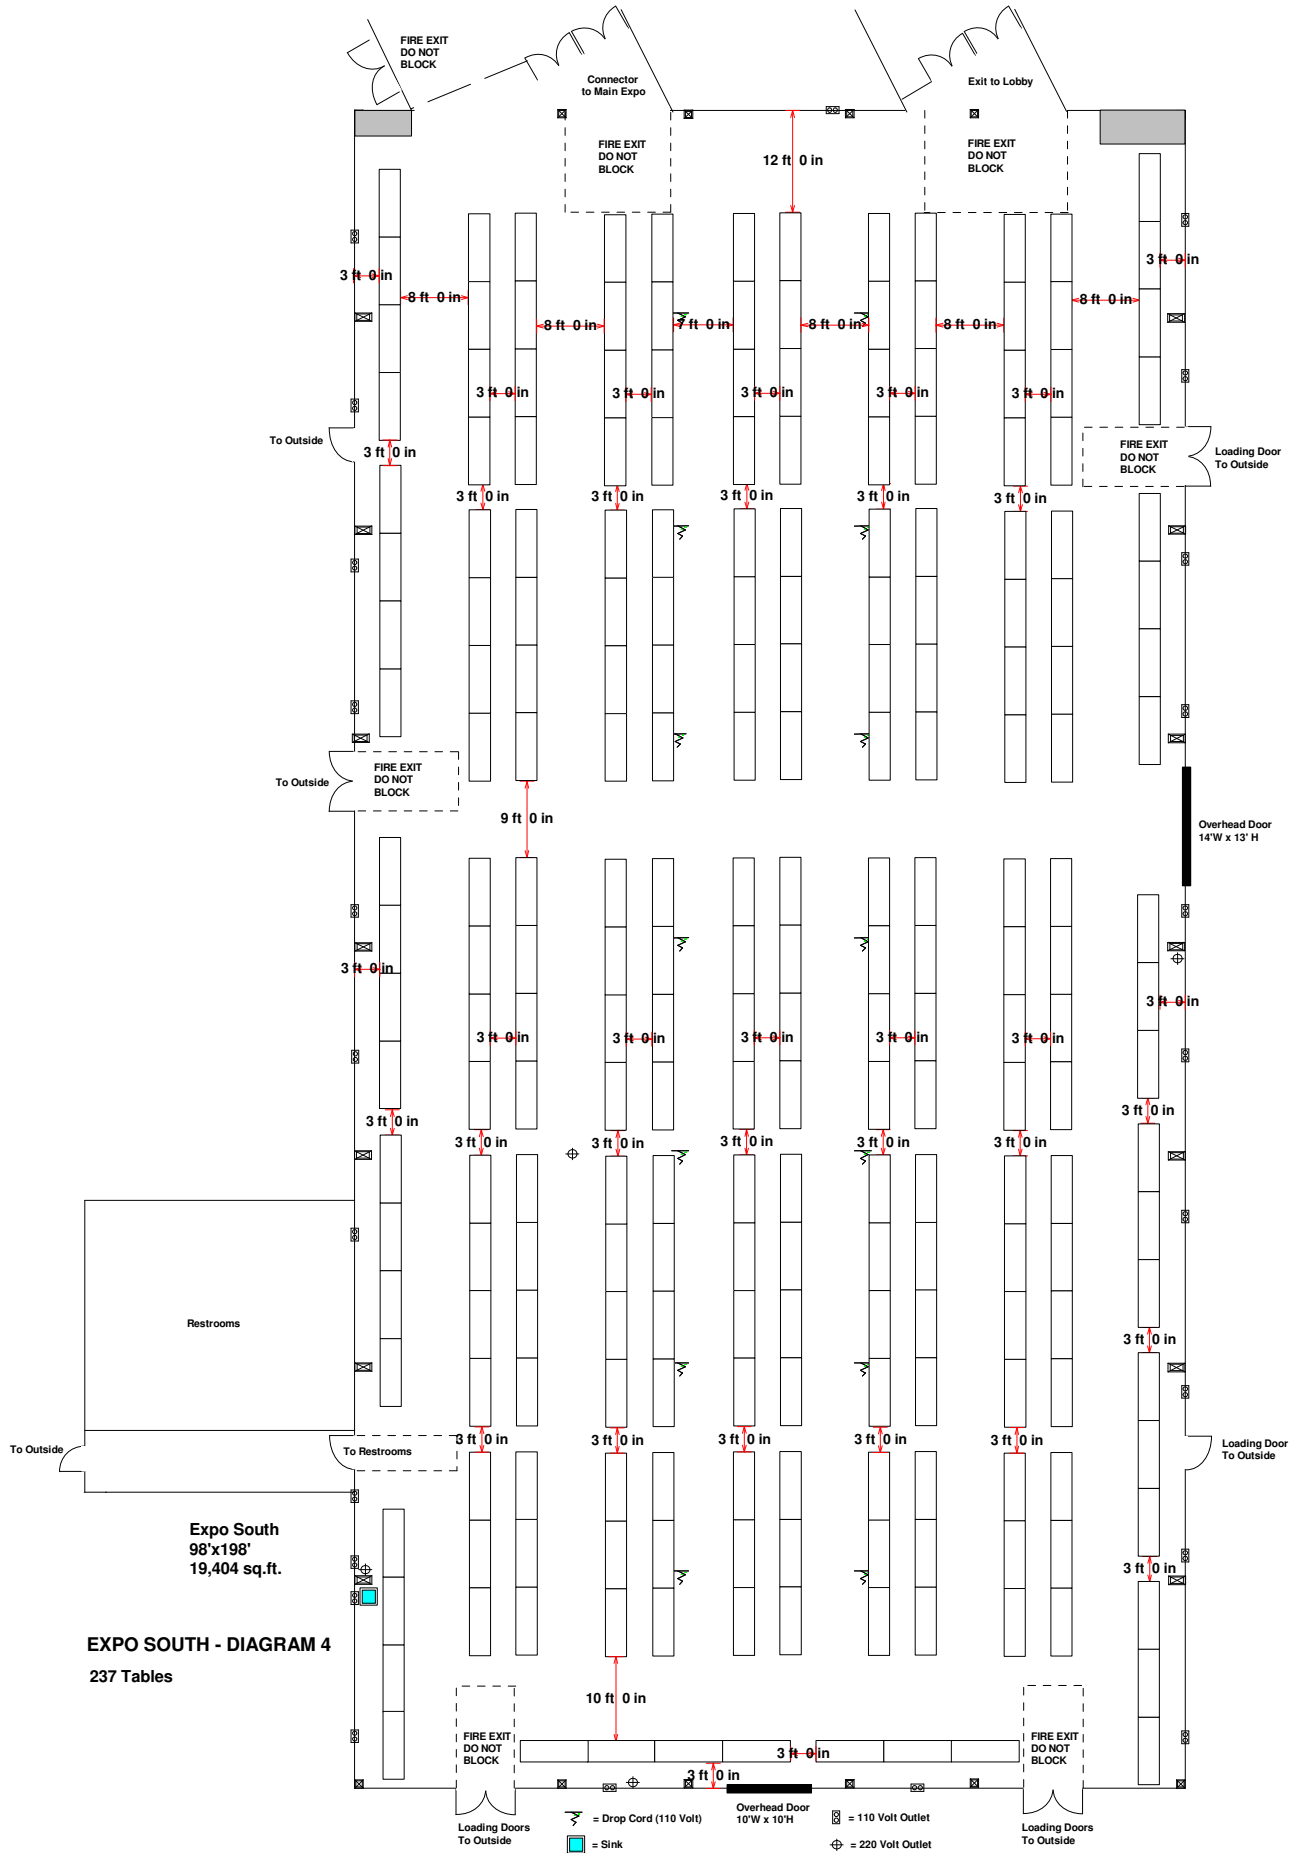 FIRE EXIT
DO NOT
BLOCK
Connector
to Main Expo
Exit to Lobby
FIRE EXIT
DO NOT
BLOCK
12 ft 0 in
FIRE EXIT
DO NOT
BLOCK
3 ft 0 in
3 ft 0 in
8 ft 0 in
8 ft 0 in
8 ft 0 in
7 ft 0 in
8 ft 0 in
8 ft 0 in
3 ft 0 in
3 ft 0 in
3 ft 0 in
3 ft 0 in
3 ft 0 in
To Outside
3 ft 0 in
FIRE EXIT
DO NOT
BLOCK
Loading Door
To Outside
3 ft 0 in
3 ft 0 in
3 ft 0 in
3 ft 0 in
3 ft 0 in
To Outside
FIRE EXIT
DO NOT
BLOCK
9 ft 0 in
Overhead Door
14'W x 13' H
3 ft 0 in
3 ft 0 in
3 ft 0 in
3 ft 0 in
3 ft 0 in
3 ft 0 in
3 ft 0 in
3 ft 0 in
3 ft 0 in
3 ft 0 in
3 ft 0 in
3 ft 0 in
3 ft 0 in
3 ft 0 in
Restrooms
3 ft 0 in
To Outside
To Restrooms
3 ft 0 in
3 ft 0 in
3 ft 0 in
3 ft 0 in
3 ft 0 in
Loading Door
To Outside
Expo South
98'x198'
19,404 sq.ft.
3 ft 0 in
EXPO SOUTH - DIAGRAM 4
237 Tables
10 ft 0 in
FIRE EXIT
DO NOT
BLOCK
3 ft 0 in
FIRE EXIT
DO NOT
BLOCK
3 ft 0 in
Loading Doors
To Outside
= Drop Cord (110 Volt)
= Sink
Overhead Door
10'W x 10'H
= 110 Volt Outlet
= 220 Volt Outlet
Loading Doors
To Outside